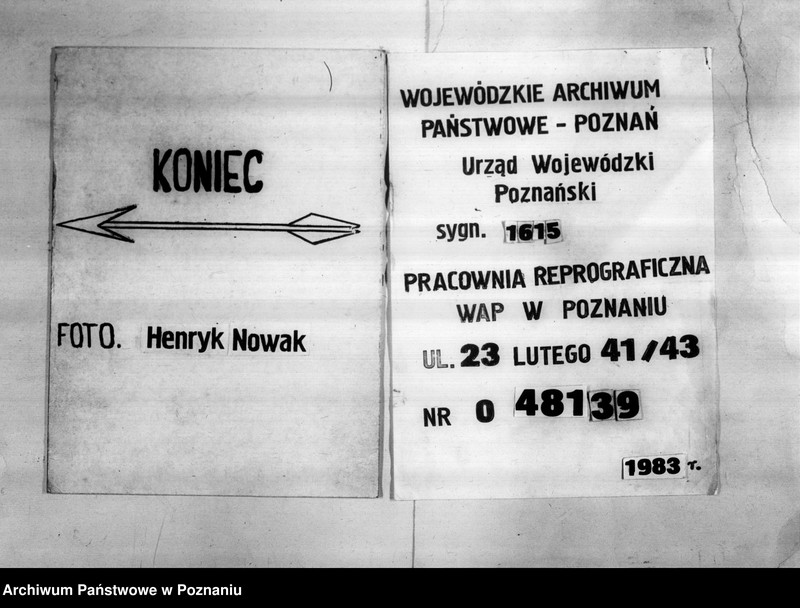 KONIEC
FOTO. Henryk Nowak
WOJEWÓDZKIE ARCHIWUM
PAŃSTWOWE - POZNAŃ
Urząd Wojewódzki
Poznański
sygn. 1615
PRACOWNIA REPROGRAFICZNA
WAP W POZNANIU
UL. 23 LUTEGO 41/43
NR O 48139
1983 r.
Archiwum Państwowe w Poznaniu